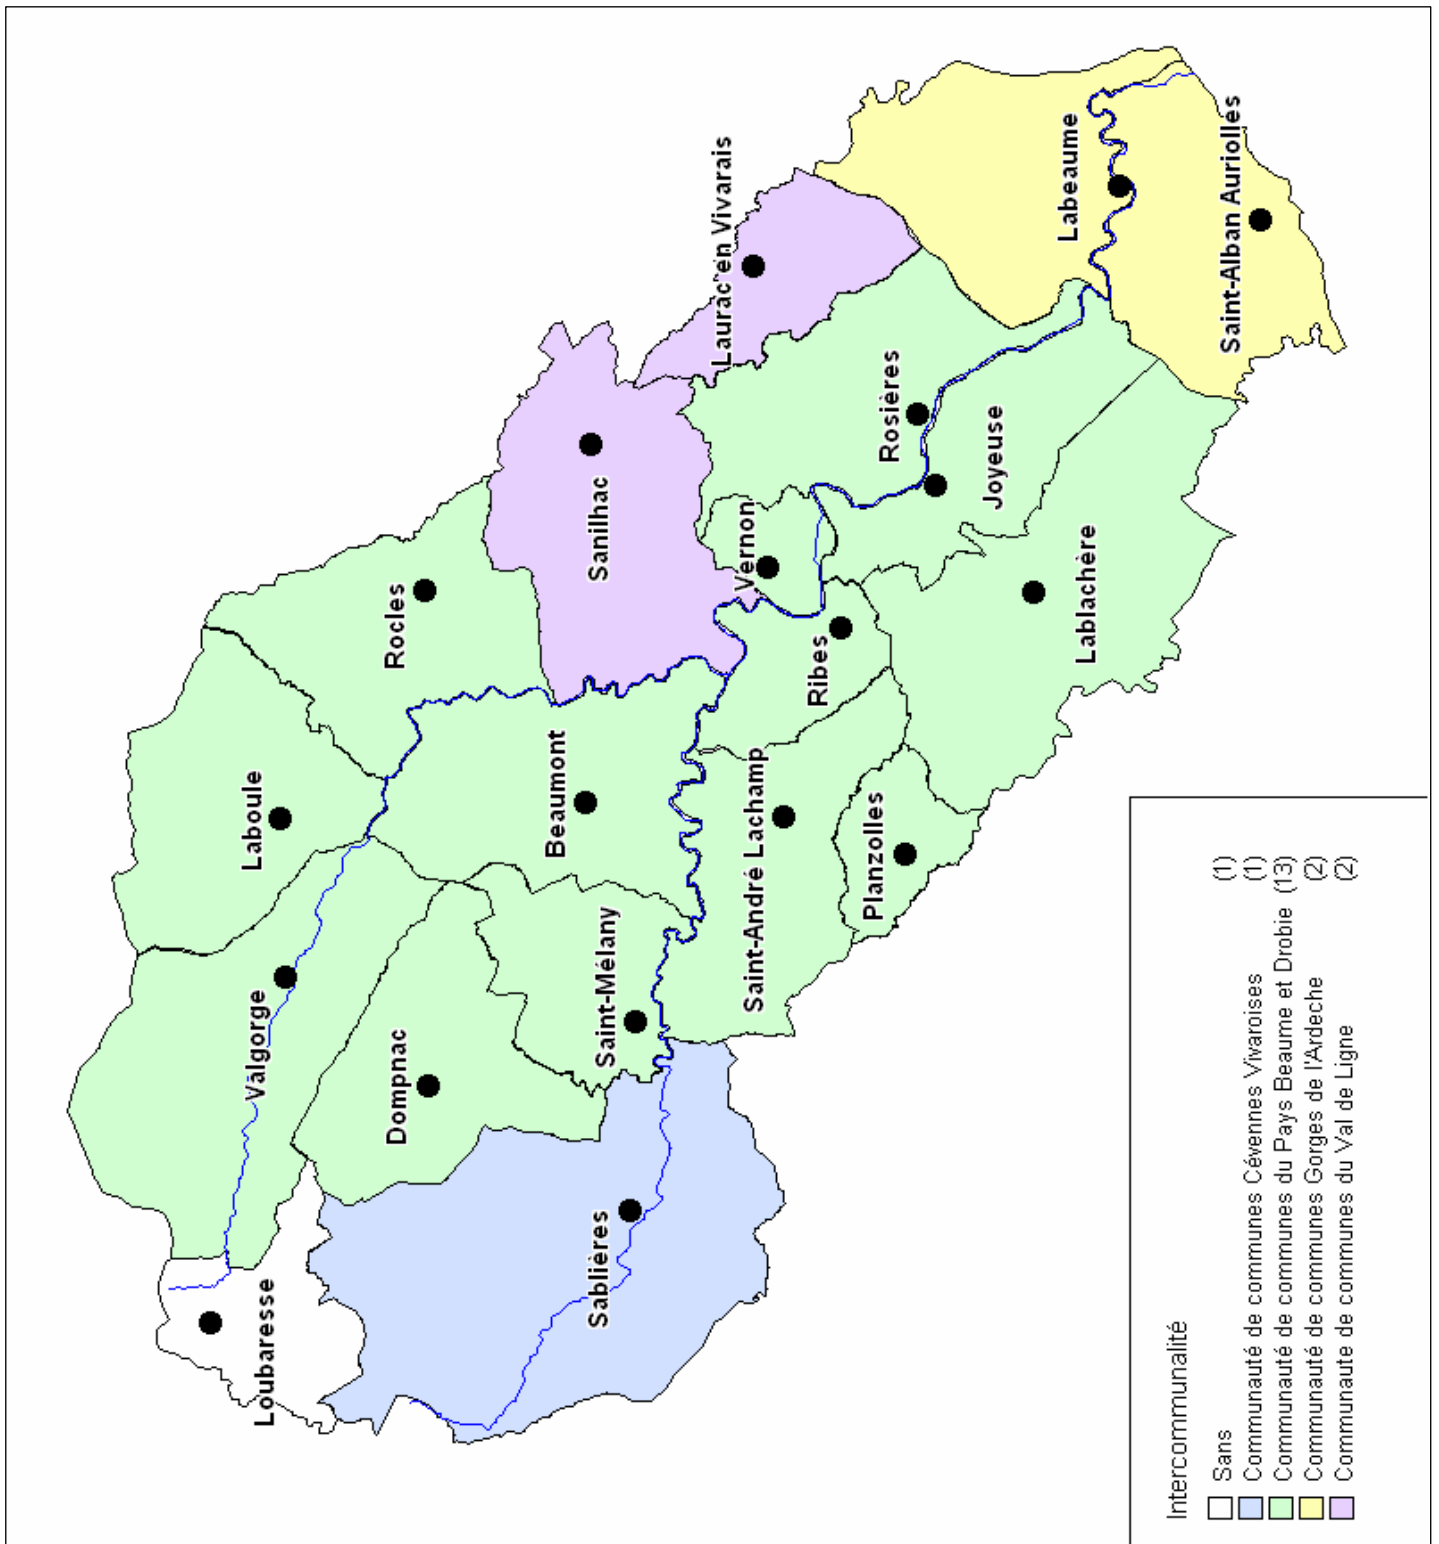 Loubaresse
Valgorge
Laboule
Rocles
Dompnac
Sablières
Saint-Mélany
Beaumont
Sanilhac
Laurac en Vivarais
Vernon
Ribes
Saint-André Lachamp
Planzolles
Rosières
Joyeuse
Lablachère
Labeaume
Saint-Alban Auriolles
Intercommunalité
Sans (1)
Communauté de communes Cévennes Vivaroises (1)
Communauté de communes du Pays Beaume et Drobie (13)
Communauté de communes Gorges de l'Ardeche (2)
Communaute de communes du Val de Ligne (2)